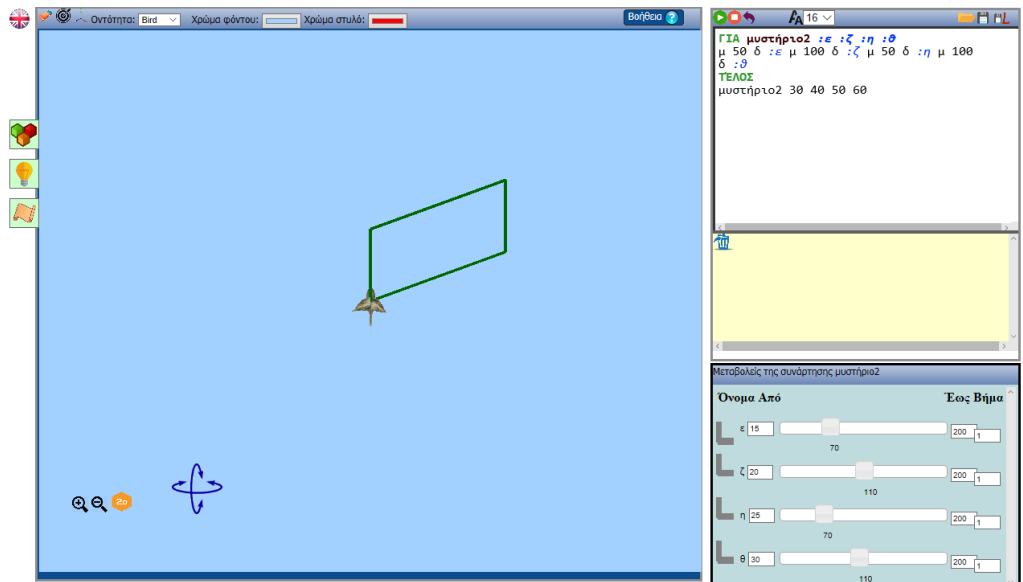 Οντότητα: Bird Χρώμα φόντου: Χρώμα στυλό: Βοήθεια ?
16
L
ΓΙΑ μυστήριο2 :ε :ζ :η :θ
μ 50 δ :ε μ 100 δ :ζ μ 50 δ :η μ 100
δ :θ
ΤΕΛΟΣ
μυστήριο2 30 40 50 60
2D
Μεταβολείς της συνάρτησης μυστήριο2
Όνομα Από Έως Βήμα
ε 15 200 1
70
ζ 20 200 1
110
η 25 200 1
70
θ 30 200 1
110